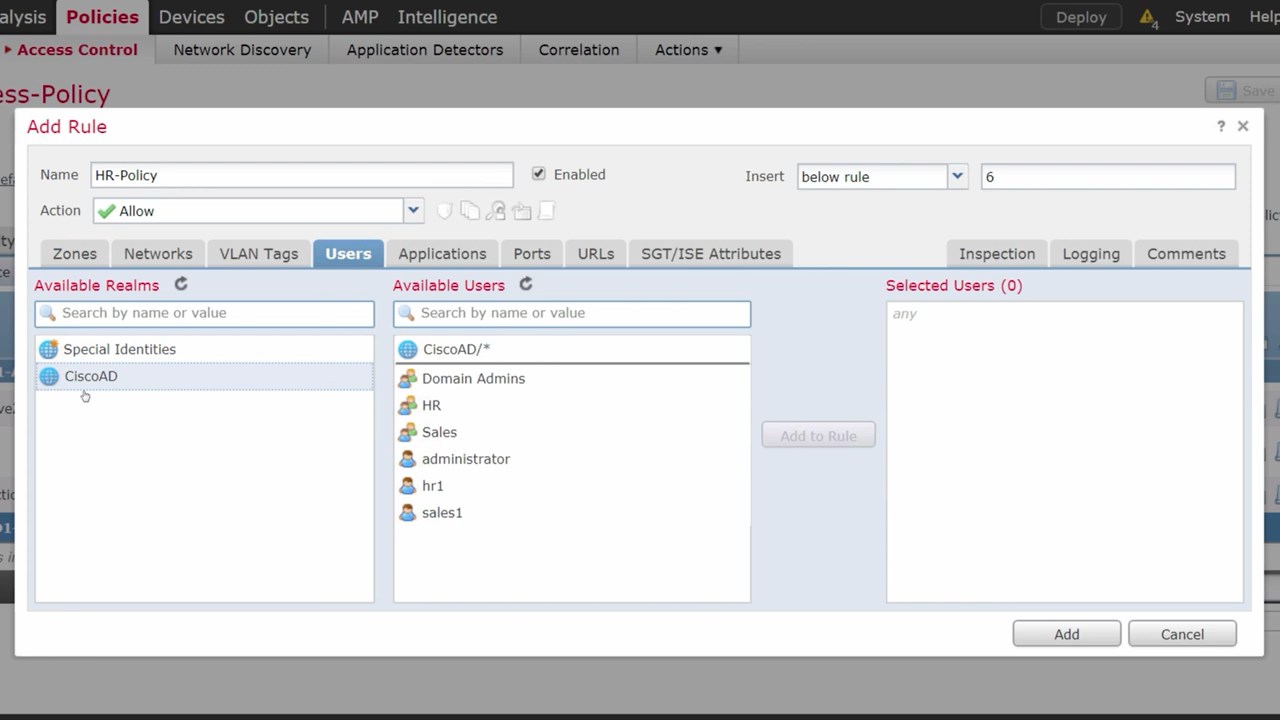 alysis Policies Devices Objects AMP Intelligence Deploy 4 System Help
Access Control Network Discovery Application Detectors Correlation Actions
ess-Policy Save
Add Rule ? ×
Name HR-Policy Enabled Insert below rule 6
Action Allow
Zones Networks VLAN Tags Users Applications Ports URLs SGT/ISE Attributes Inspection Logging Comments
Available Realms Available Users Selected Users (0)
Search by name or value Search by name or value any
Special Identities CiscoAD/*
CiscoAD Domain Admins
HR
Sales
Add to Rule
administrator
hr1
sales1
Add Cancel